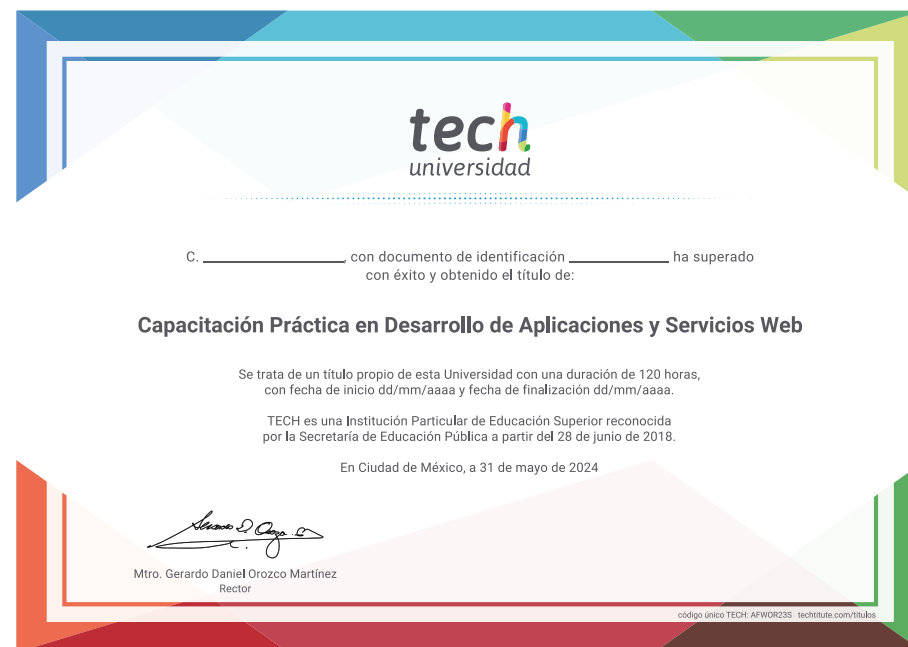 tech
universidad
C. ____________, con documento de identificación ____________ ha superado
con éxito y obtenido el título de:
Capacitación Práctica en Desarrollo de Aplicaciones y Servicios Web
Se trata de un título propio de esta Universidad con una duración de 120 horas,
con fecha de inicio dd/mm/aaaa y fecha de finalización dd/mm/aaaa.
TECH es una Institución Particular de Educación Superior reconocida
por la Secretaría de Educación Pública a partir del 28 de junio de 2018.
En Ciudad de México, a 31 de mayo de 2024
Mtro. Gerardo Daniel Orozco Martínez
Rector
código único TECH: AFWOR23S techtitute.com/titulos